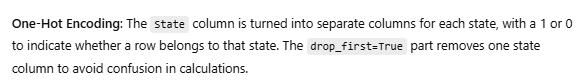 One-Hot Encoding: The State column is turned into separate columns for each state, with a 1 or 0
to indicate whether a row belongs to that state. The drop_first=True part removes one state
column to avoid confusion in calculations.